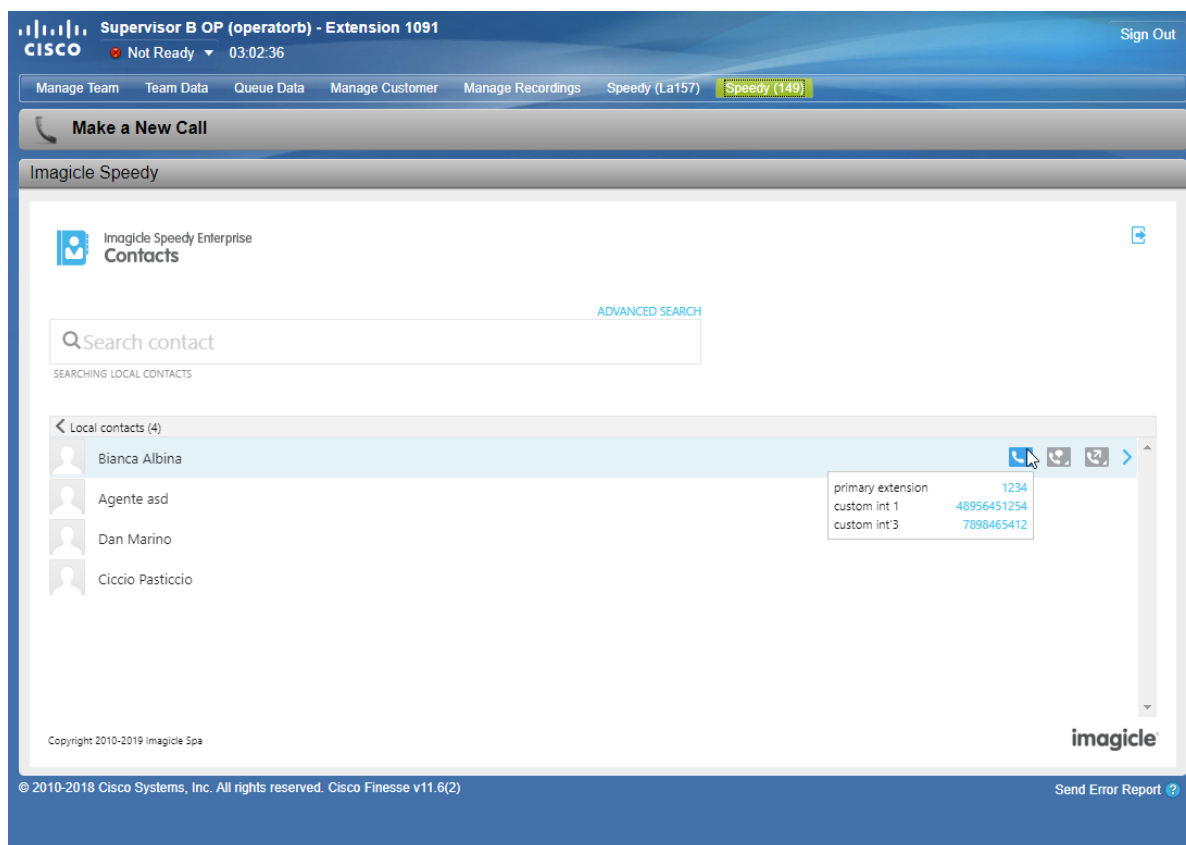 Supervisor B OP (operatorb) - Extension 1091
Sign Out
CISCO
Not Ready 03:02:36
Manage Team Team Data Queue Data Manage Customer Manage Recordings Speedy (La157) Speedy (149)
Make a New Call
Imagicle Speedy
Imagicle Speedy Enterprise
Contacts
ADVANCED SEARCH
Search contact
SEARCHING LOCAL CONTACTS
Local contacts (4)
Bianca Albina
primary extension 1234
custom int 1 48956451254
custom int'3 7898465412
Agente asd
Dan Marino
Ciccio Pasticcio
Copyright 2010-2019 Imagicle Spa
imagicle
© 2010-2018 Cisco Systems, Inc. All rights reserved. Cisco Finesse v11.6(2)
Send Error Report ?